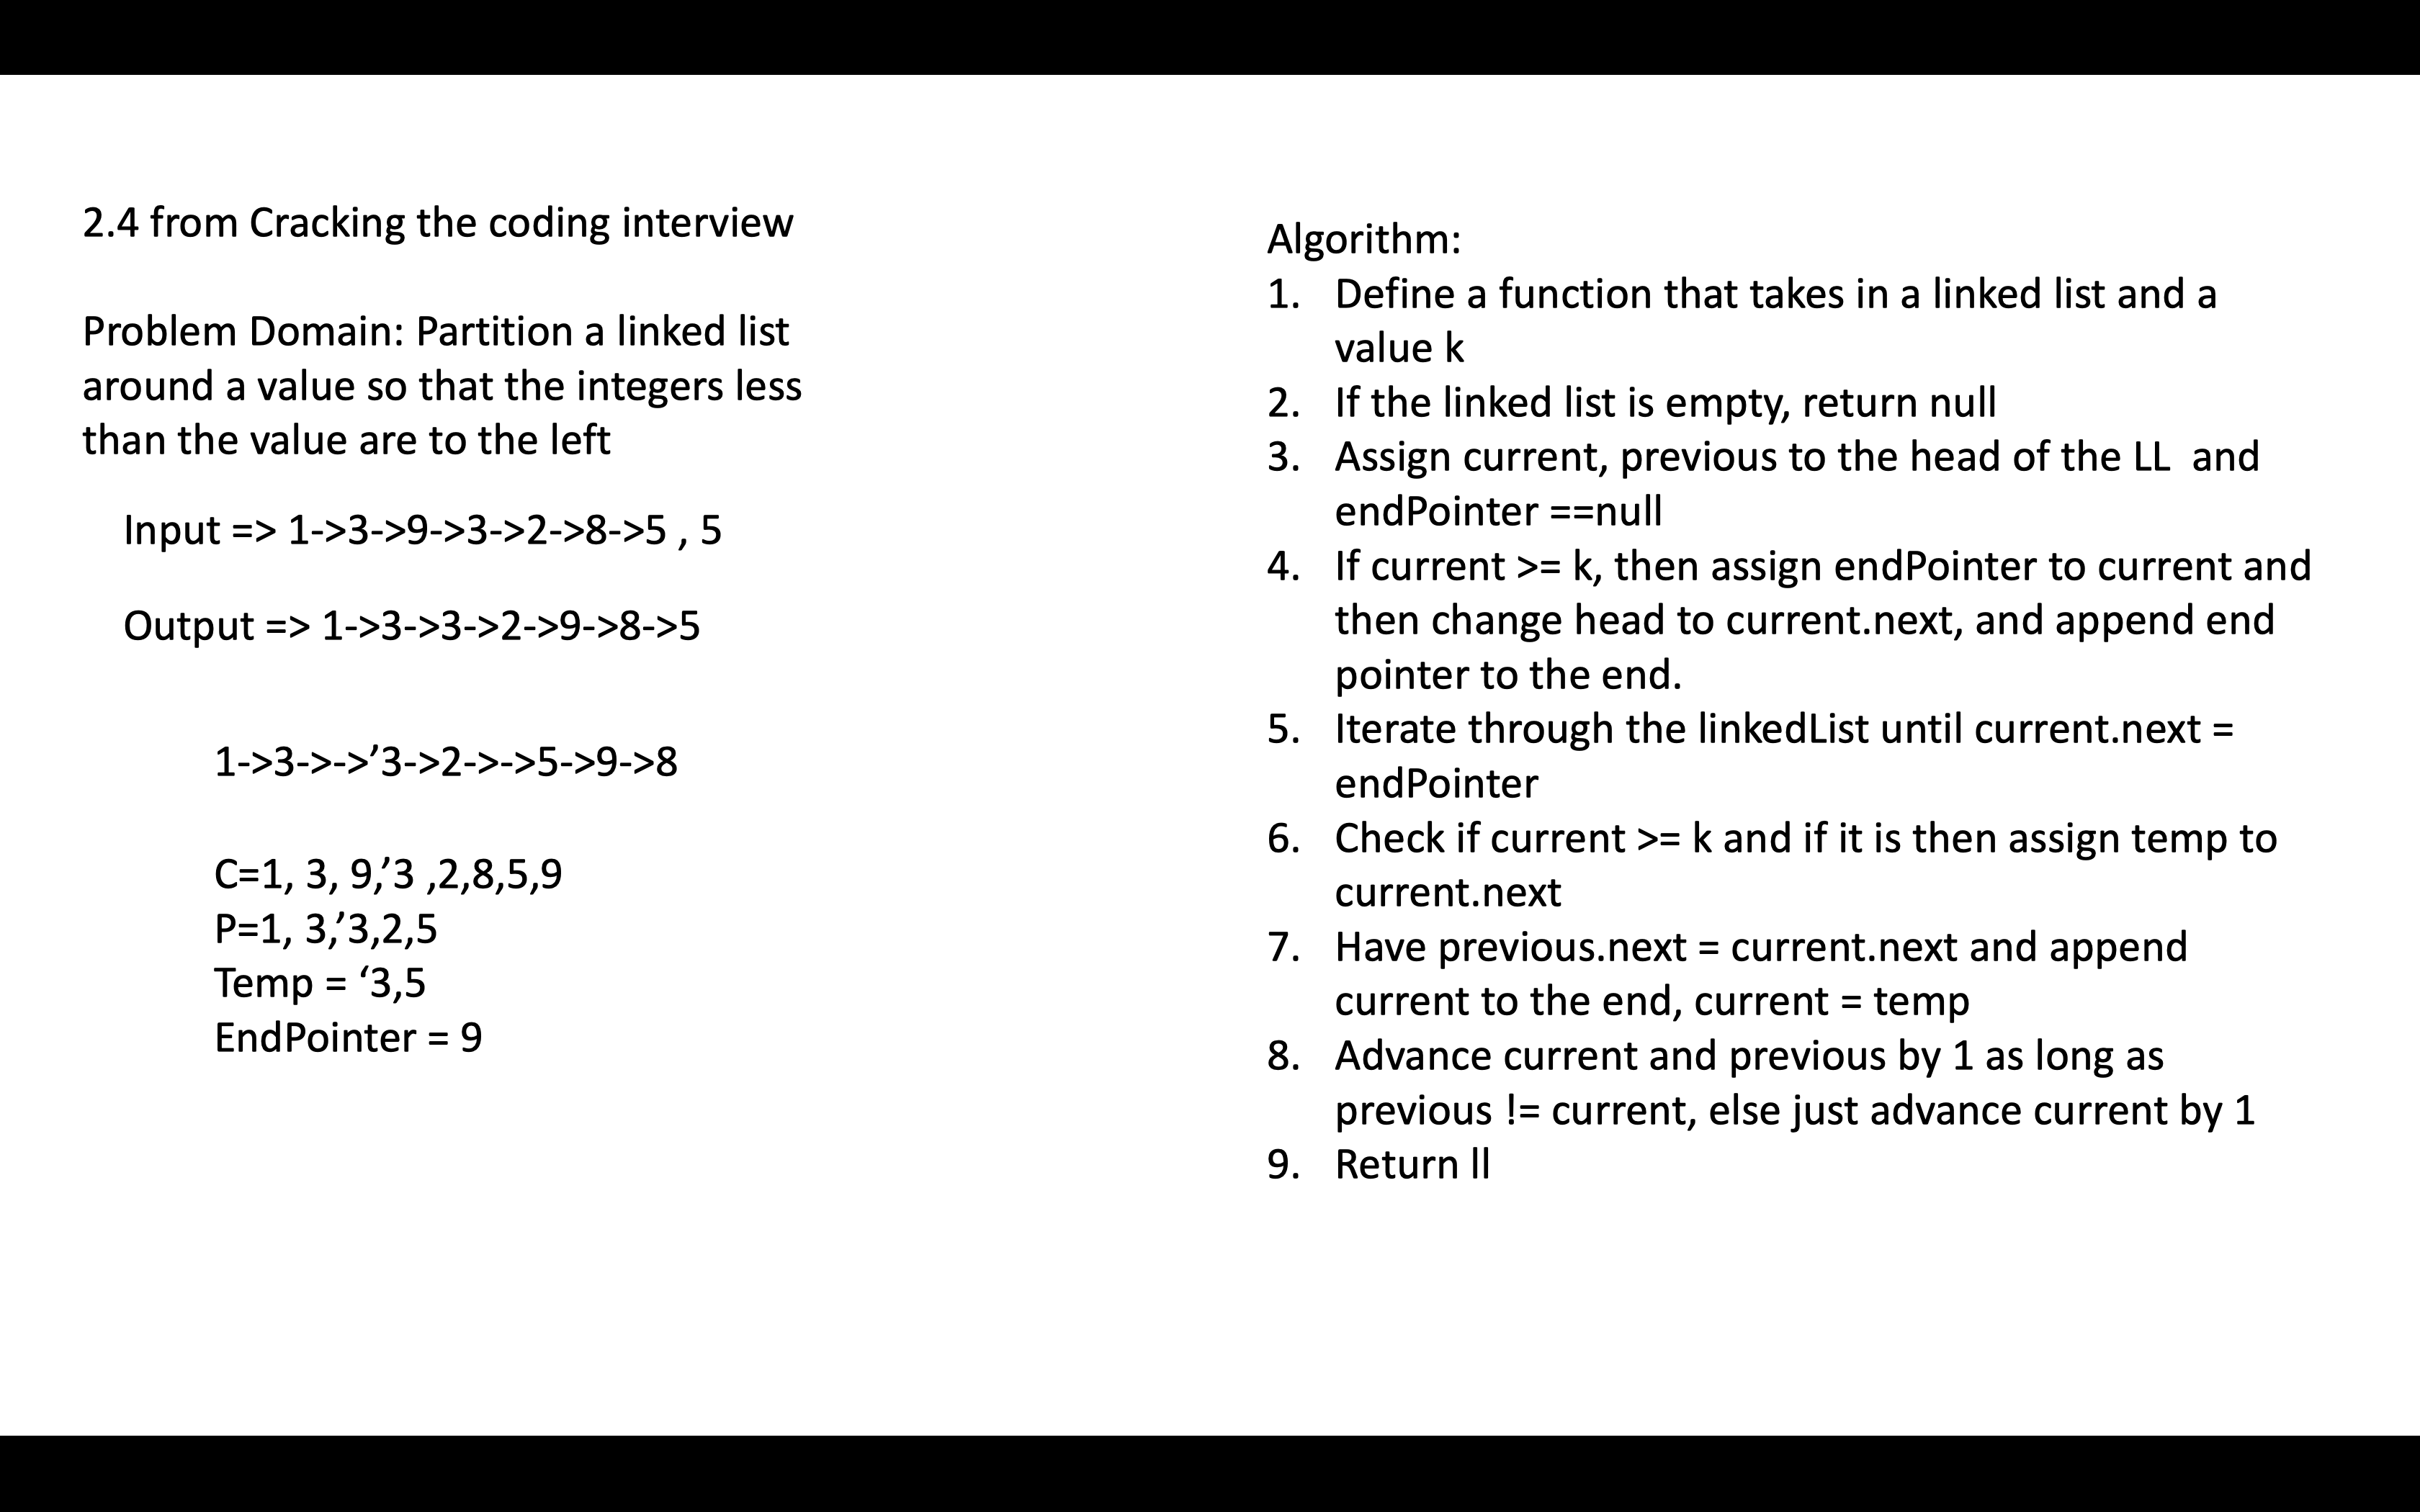 2.4 from Cracking the coding interview
Problem Domain: Partition a linked list
around a value so that the integers less
than the value are to the left
Input => 1->3->9->3->2->8->5 , 5
Output => 1->3->3->2->9->8->5
1->3->->’3->2->->5->9->8
C=1, 3, 9,’3 ,2,8,5,9
P=1, 3,’3,2,5
Temp = ‘3,5
EndPointer = 9
Algorithm:
1. Define a function that takes in a linked list and a
value k
2. If the linked list is empty, return null
3. Assign current, previous to the head of the LL  and
endPointer ==null
4. If current >= k, then assign endPointer to current and
then change head to current.next, and append end
pointer to the end.
5. Iterate through the linkedList until current.next =
endPointer
6. Check if current >= k and if it is then assign temp to
current.next
7. Have previous.next = current.next and append
current to the end, current = temp
8. Advance current and previous by 1 as long as
previous != current, else just advance current by 1
9. Return ll